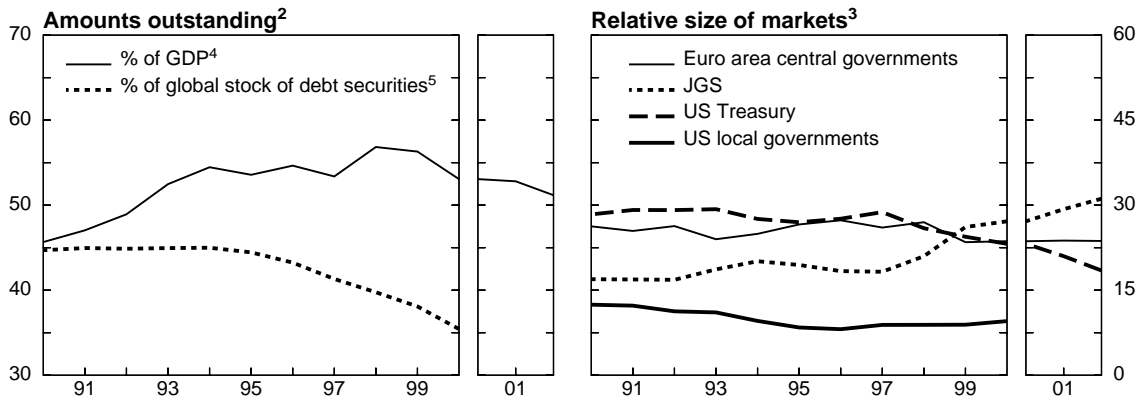 Amounts outstanding2
70
60
50
40
30
% of GDP4
% of global stock of debt securities5
91 93 95 97 99 01
Relative size of markets3
Euro area central governments
JGS
US Treasury
US local governments
60
45
30
15
0
91 93 95 97 99 01